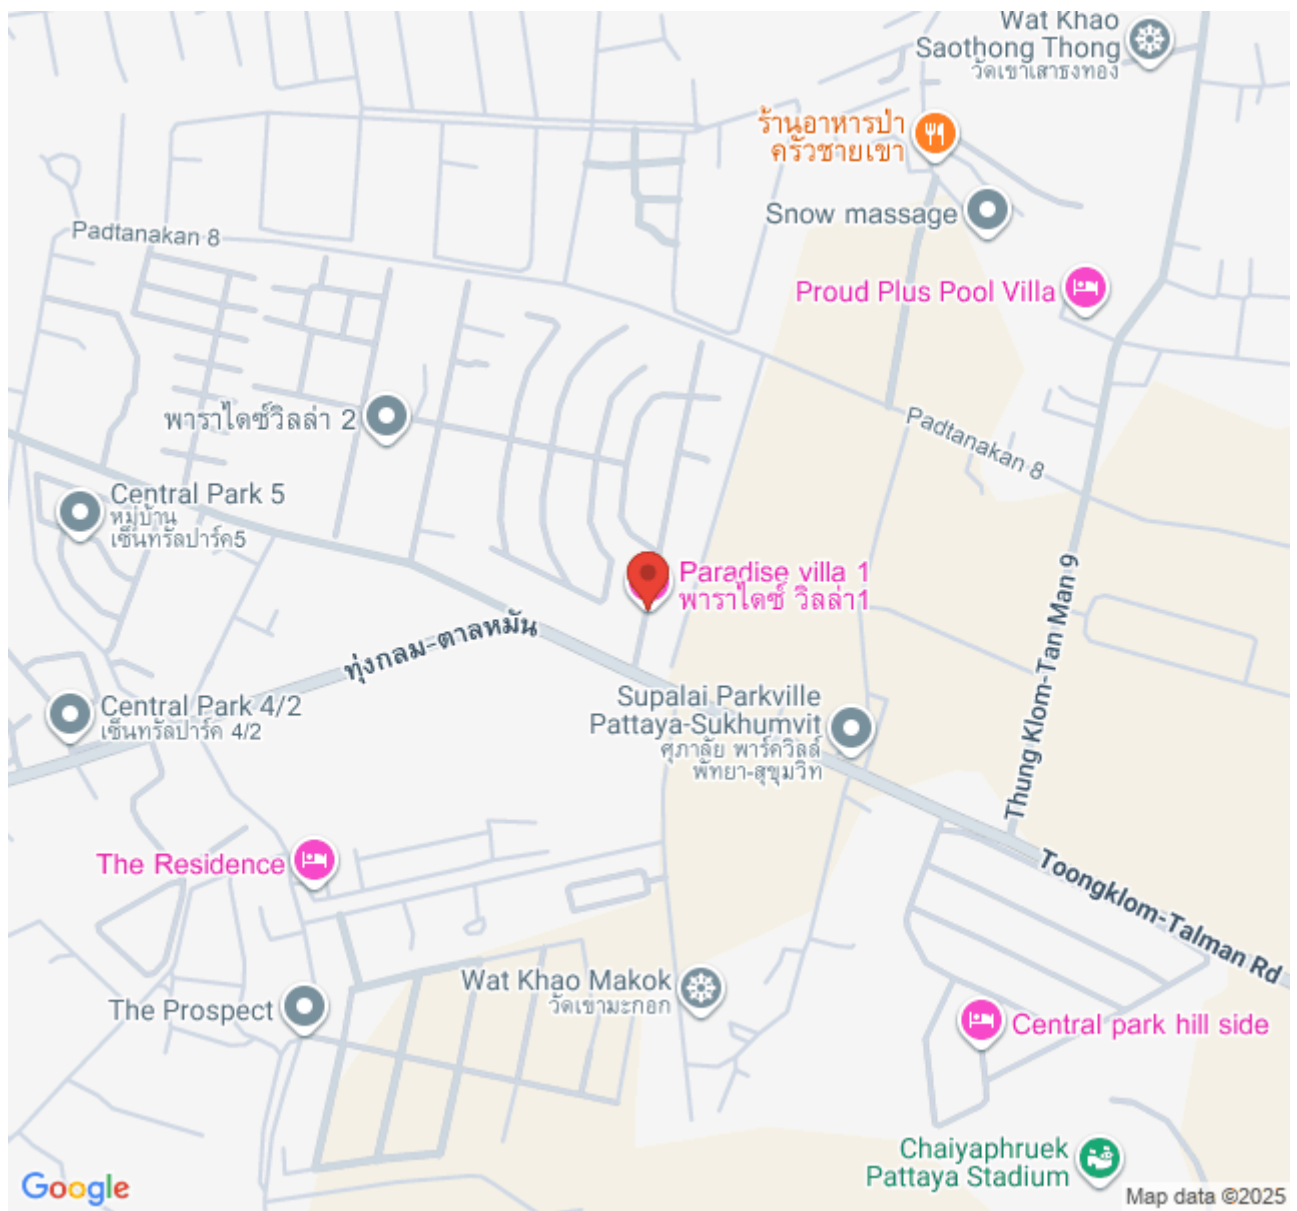 Wat Khao
Saothong Thong
วัดเขาเสาธงทอง
ร้านอาหารป่า
ครัวชายเขา
Snow massage
Padtanakan 8
Proud Plus Pool Villa
พาราไดซ์วิลล่า 2
Padtanakan 8
Central Park 5
หมู่บ้าน
เซ็นทรัลปาร์ค5
Paradise villa 1
พาราไดซ์ วิลล่า1
Thung Klom-Tan Man 9
ทุ่งกลม-ตาลหมัน
Central Park 4/2
เซ็นทรัลปาร์ค 4/2
Supalai Parkville
Pattaya-Sukhumvit
ศุภาลัย พาร์ควิลล์
พัทยา-สุขุมวิท
The Residence
Toongklom-Talman Rd
Wat Khao Makok
วัดเขามะกอก
The Prospect
Central park hill side
Chaiyaphruek
Pattaya Stadium
Google
Map data ©2025